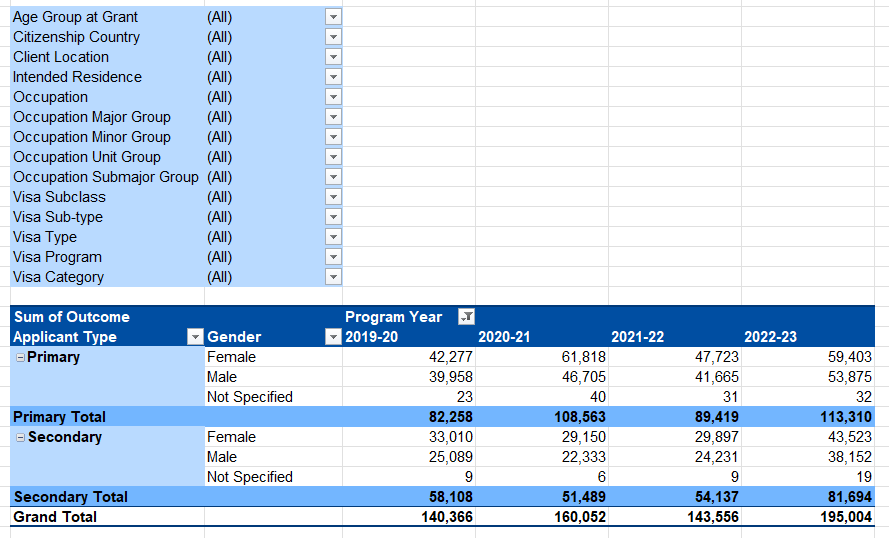 Age Group at Grant (All)
Citizenship Country (All)
Client Location (All)
Intended Residence (All)
Occupation (All)
Occupation Major Group (All)
Occupation Minor Group (All)
Occupation Unit Group (All)
Occupation Submajor Group (All)
Visa Subclass (All)
Visa Sub-type (All)
Visa Type (All)
Visa Program (All)
Visa Category (All)
Sum of Outcome Program Year
Applicant Type Gender 2019-20 2020-21 2021-22 2022-23
Primary Female 42,277 61,818 47,723 59,403
Male 39,958 46,705 41,665 53,875
Not Specified 23 40 31 32
Primary Total 82,258 108,563 89,419 113,310
Secondary Female 33,010 29,150 29,897 43,523
Male 25,089 22,333 24,231 38,152
Not Specified 9 6 9 19
Secondary Total 58,108 51,489 54,137 81,694
Grand Total 140,366 160,052 143,556 195,004